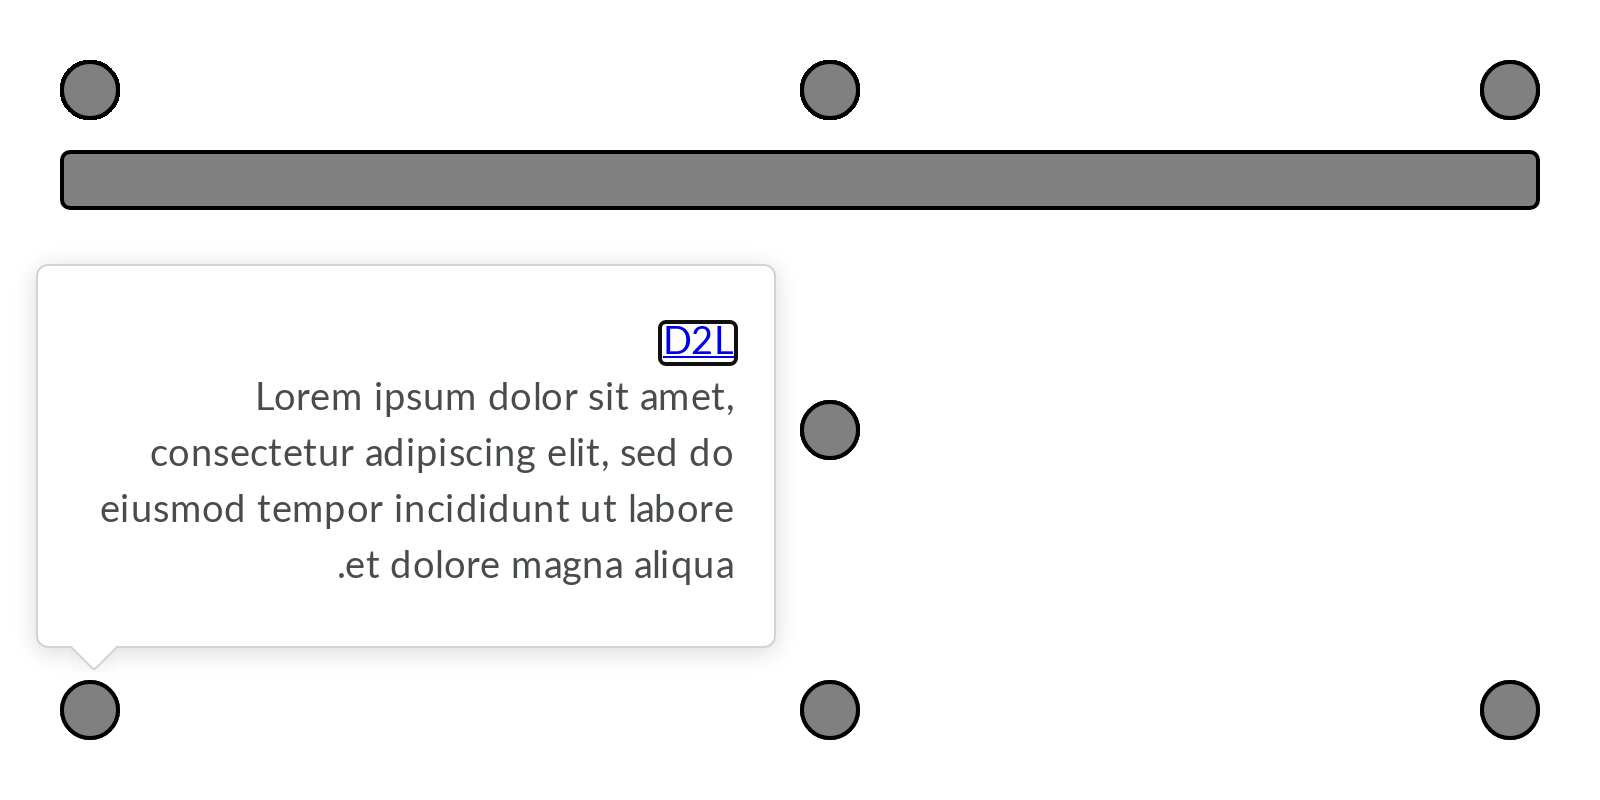 D2L
Lorem ipsum dolor sit amet,
consectetur adipiscing elit, sed do
eiusmod tempor incididunt ut labore
.et dolore magna aliqua